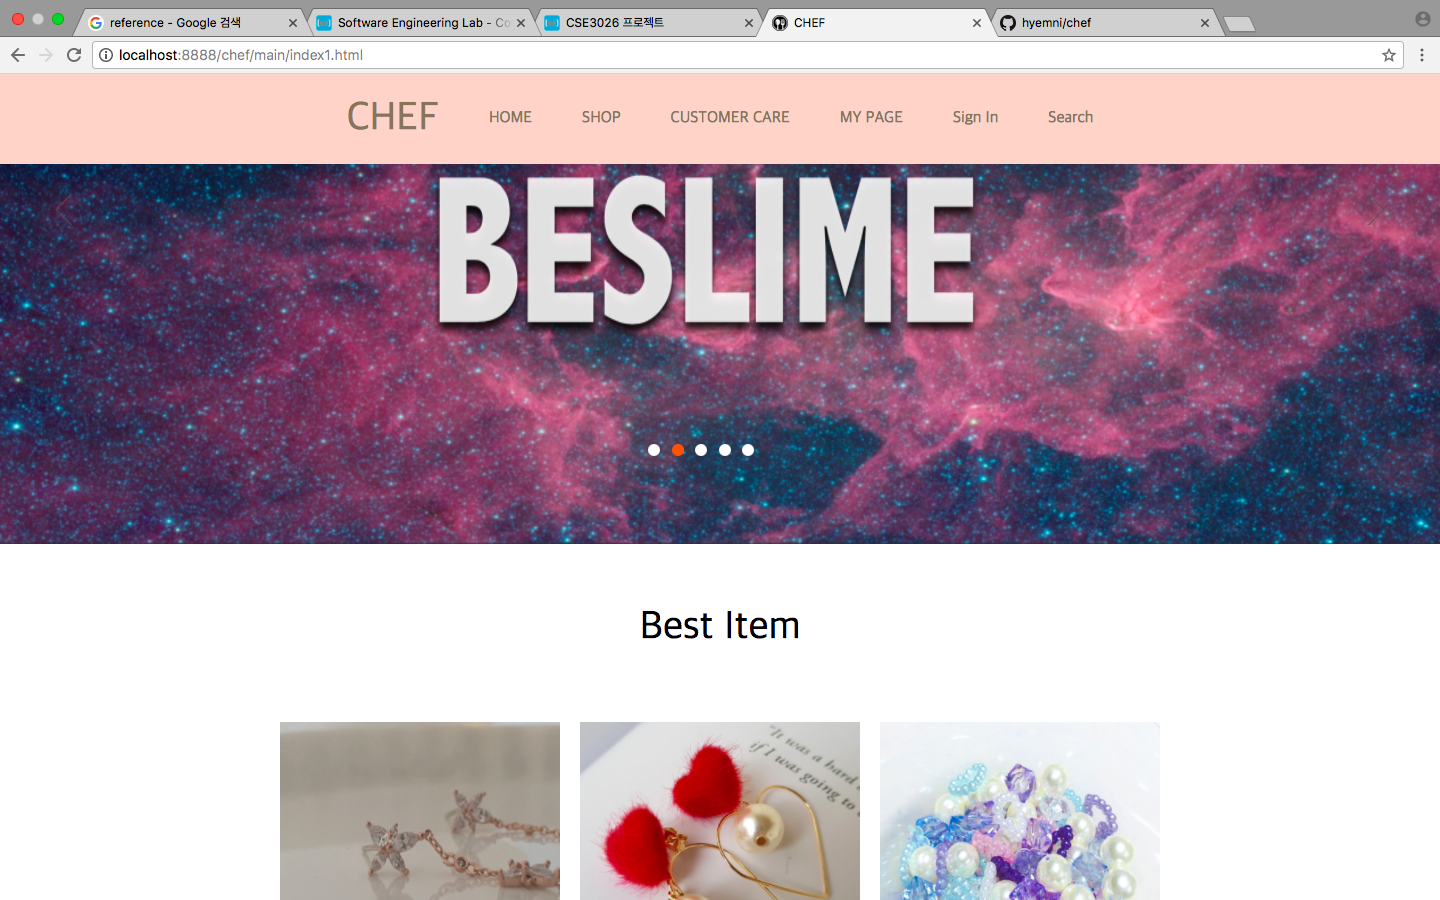 reference - Google 검색
Software Engineering Lab - Co
CSE3026 프로젝트
CHEF
hyemni/chef
localhost:8888/chef/main/index1.html
CHEF HOME SHOP CUSTOMER CARE MY PAGE Sign In Search
BESLIME
Best Item
"It was a hard
if I was going to